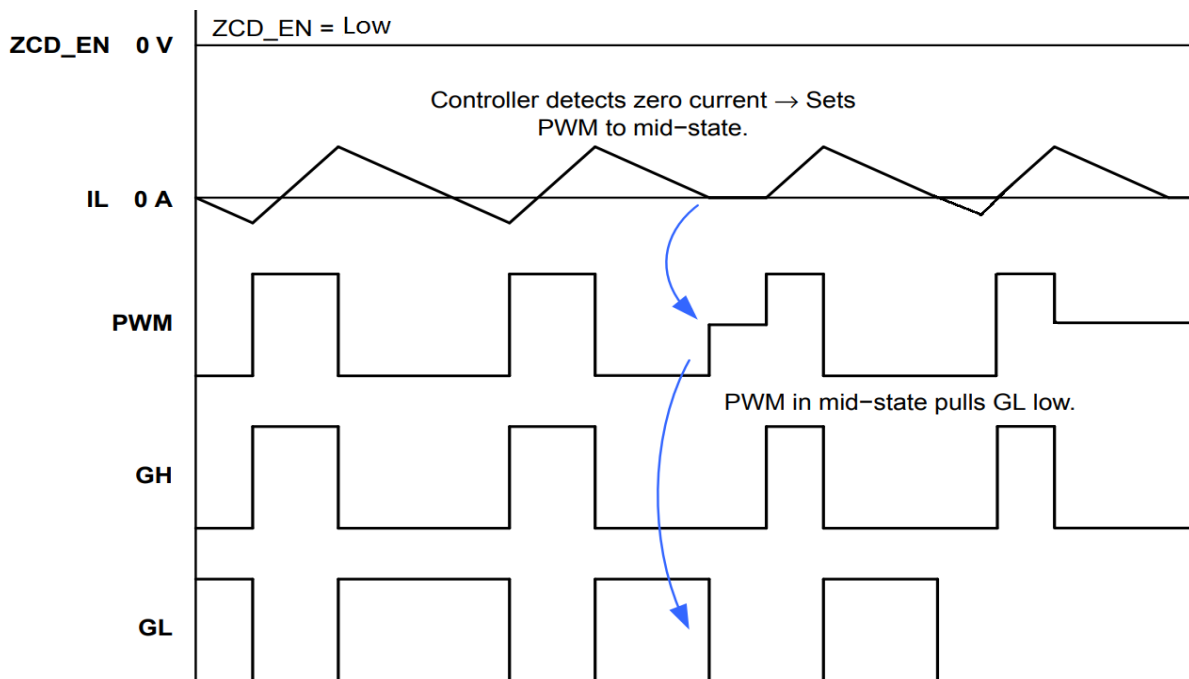 ZCD_EN 0 V
ZCD_EN = Low
Controller detects zero current → Sets
PWM to mid−state.
IL 0 A
PWM
PWM in mid−state pulls GL low.
GH
GL